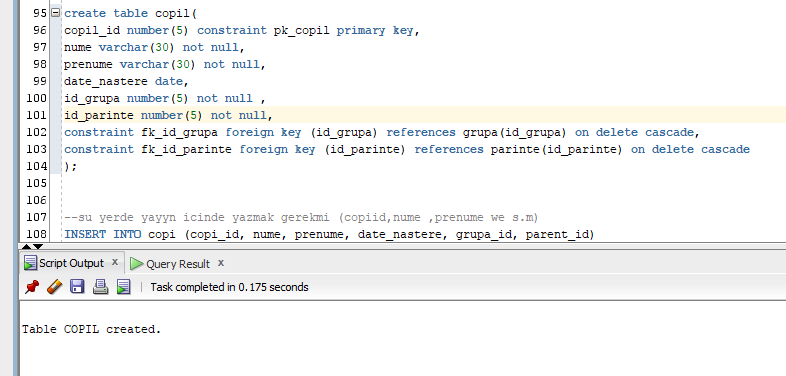 95 create table copil(
96 copil_id number(5) constraint pk_copil primary key,
97 nume varchar(30) not null,
98 prenume varchar(30) not null,
99 date_nastere date,
100 id_grupa number(5) not null ,
101 id_parinte number(5) not null,
102 constraint fk_id_grupa foreign key (id_grupa) references grupa(id_grupa) on delete cascade,
103 constraint fk_id_parinte foreign key (id_parinte) references parinte(id_parinte) on delete cascade
104 );
105
106
107 --su yerde yayyn icinde yazmak gerekmi (copiid,nume ,prenume we s.m)
108 INSERT INTO copi (copi_id, nume, prenume, date_nastere, grupa_id, parent_id)
Script Output x Query Result x
Task completed in 0.175 seconds
Table COPIL created.